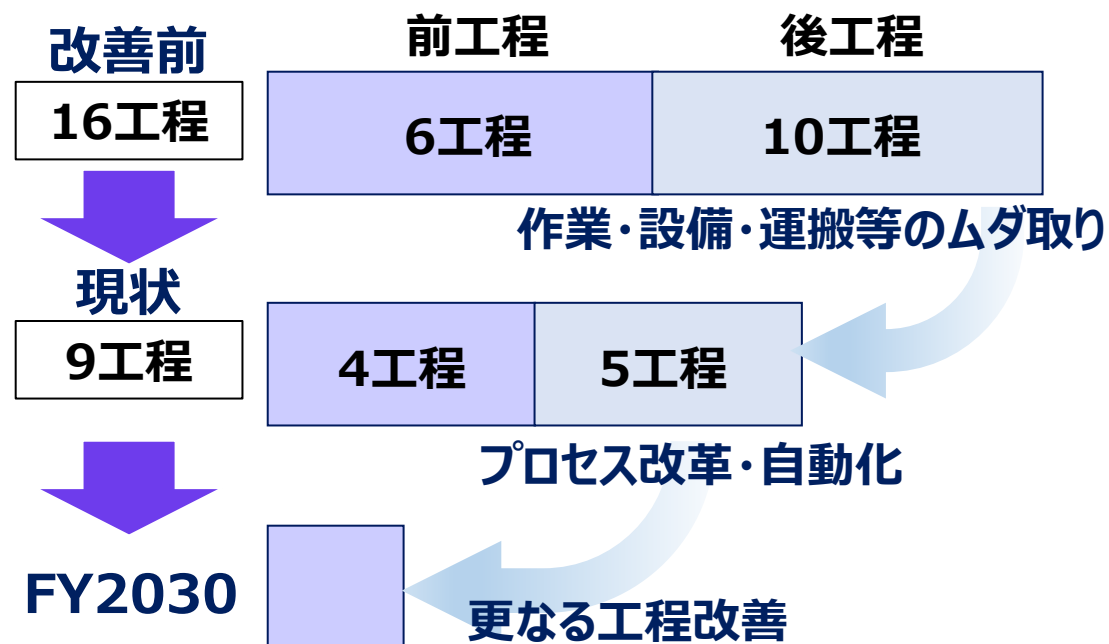 改善前
前工程
後工程
16工程
6工程
10工程
作業・設備・運搬等のムダ取り
現状
9工程
4工程
5工程
プロセス改革・自動化
FY2030
更なる工程改善